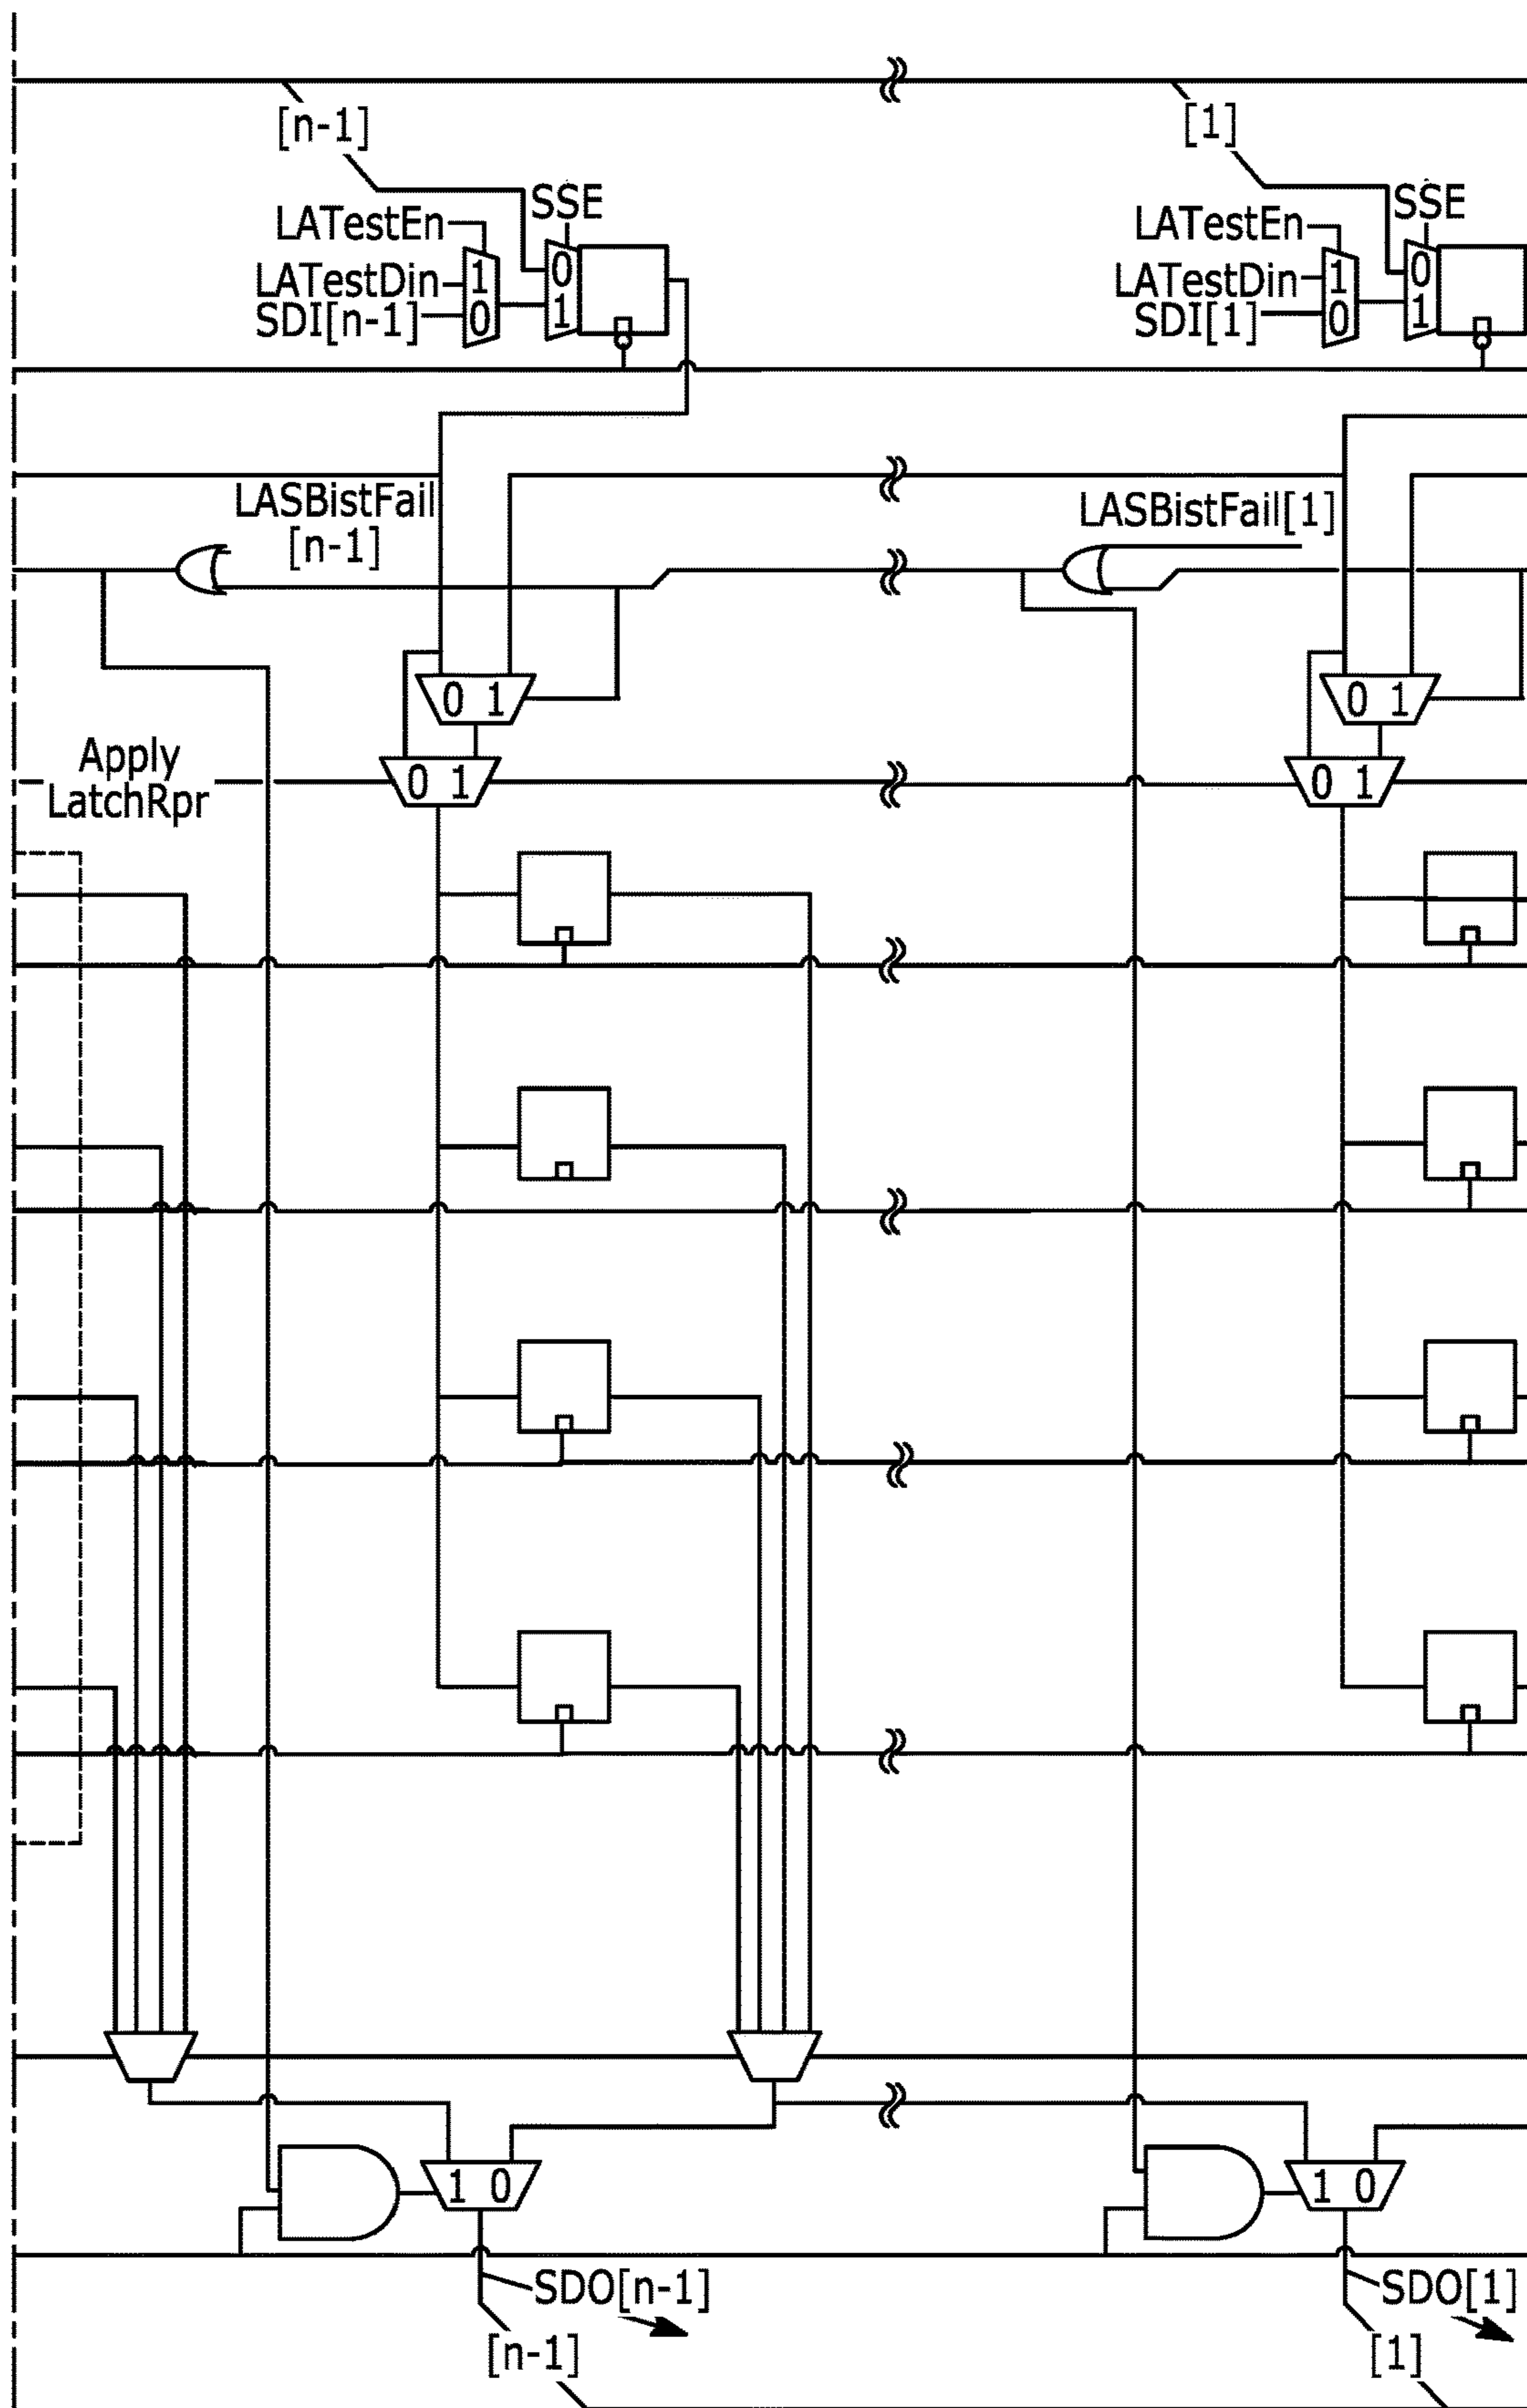 [n-1]
[1]
SSE
SSE
LATestEn
LATestEn
LATestDin
1
0
LATestDin
1
0
SDI[n-1]
0
1
SDI[1]
0
1
LASBistFail
[n-1]
LASBistFail[1]
0 1
0 1
Apply
LatchRpr
0 1
0 1
1 0
1 0
SDO[n-1]
SDO[1]
[n-1]
[1]